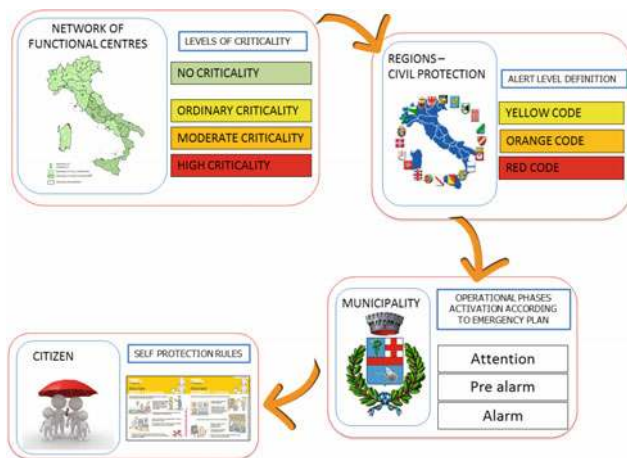 NETWORK OF
FUNCTIONAL CENTRES
LEVELS OF CRITICALITY
NO CRITICALITY
ORDINARY CRITICALITY
MODERATE CRITICALITY
HIGH CRITICALITY
REGIONS –
CIVIL PROTECTION
ALERT LEVEL DEFINITION
YELLOW CODE
ORANGE CODE
RED CODE
MUNICIPALITY
OPERATIONAL PHASES
ACTIVATION ACCORDING
TO EMERGENCY PLAN
Attention
Pre alarm
Alarm
CITIZEN
SELF PROTECTION RULES